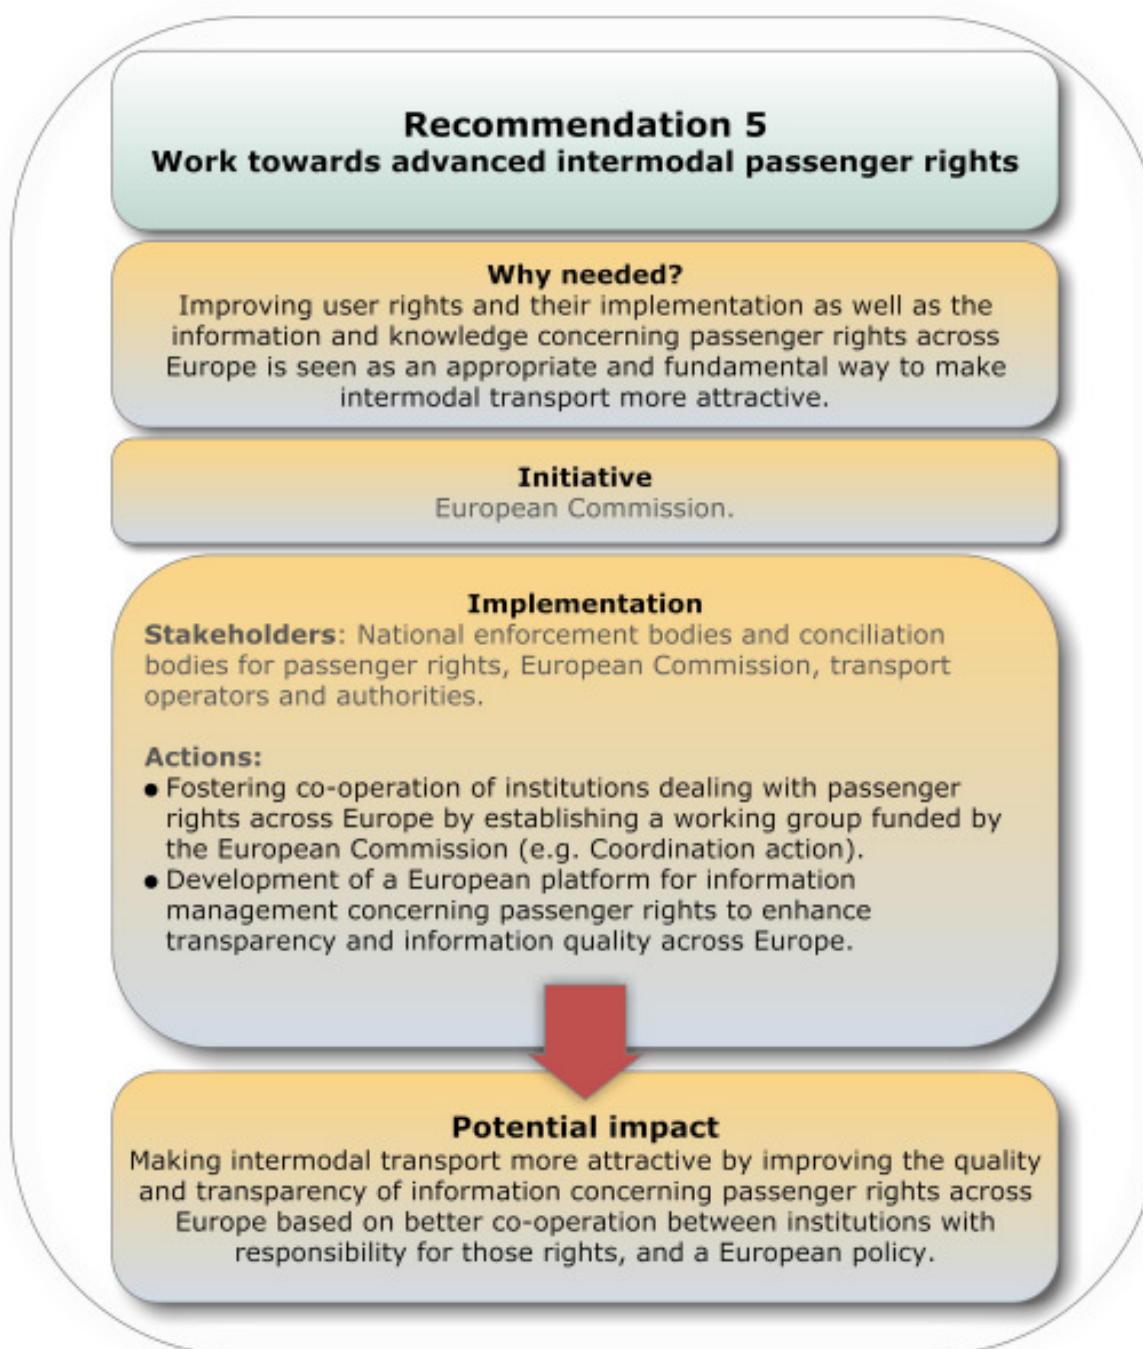 Recommendation 5
Work towards advanced intermodal passenger rights
Why needed?
Improving user rights and their implementation as well as the
information and knowledge concerning passenger rights across
Europe is seen as an appropriate and fundamental way to make
intermodal transport more attractive.
Initiative
European Commission.
Implementation
Stakeholders: National enforcement bodies and conciliation
bodies for passenger rights, European Commission, transport
operators and authorities.
Actions:
● Fostering co-operation of institutions dealing with passenger
rights across Europe by establishing a working group funded by
the European Commission (e.g. Coordination action).
● Development of a European platform for information
management concerning passenger rights to enhance
transparency and information quality across Europe.
Potential impact
Making intermodal transport more attractive by improving the quality
and transparency of information concerning passenger rights across
Europe based on better co-operation between institutions with
responsibility for those rights, and a European policy.